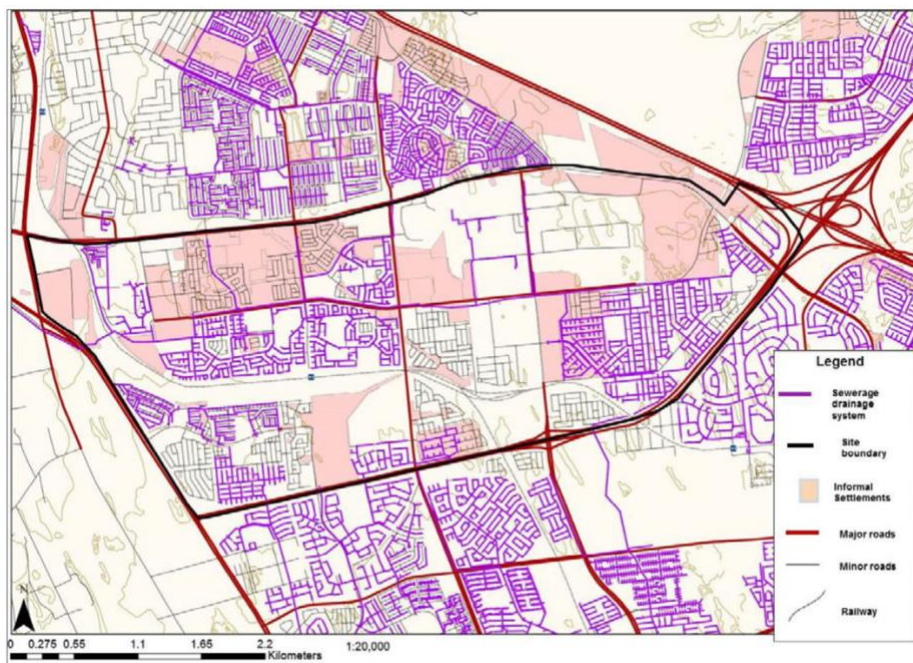 Legend
Sewerage
drainage
system
Site
boundary
Informal
Settlements
Major roads
Minor roads
Railway
N
0 0.275 0.55 1.1 1.65 2.2
Kilometers
1:20,000